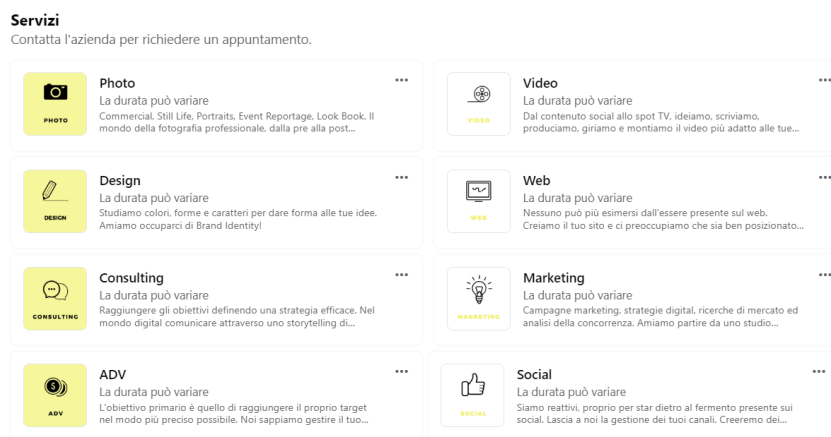 Servizi
Contatta l'azienda per richiedere un appuntamento.
PHOTO
Photo
La durata può variare
Commercial, Still Life, Portraits, Event Reportage, Look Book. Il
mondo della fotografia professionale, dalla pre alla post...
VIDEO
Video
La durata può variare
Dal contenuto social allo spot TV, ideiamo, scriviamo,
produciamo, giriamo e montiamo il video più adatto alle tue...
DESIGN
Design
La durata può variare
Studiamo colori, forme e caratteri per dare forma alle tue idee.
Amiamo occuparci di Brand Identity!
WEB
Web
La durata può variare
Nessuno può più esimersi dall'essere presente sul web.
Creiamo il tuo sito e ci preoccupiamo che sia ben posizionato...
CONSULTING
Consulting
La durata può variare
Raggiungere gli obiettivi definendo una strategia efficace. Nel
mondo digital comunicare attraverso uno storytelling di...
MARKETING
Marketing
La durata può variare
Campagne marketing, strategie digital, ricerche di mercato ed
analisi della concorrenza. Amiamo partire da uno studio...
ADV
ADV
La durata può variare
L'obiettivo primario è quello di raggiungere il proprio target
nel modo più preciso possibile. Noi sappiamo gestire il tuo...
SOCIAL
Social
La durata può variare
Siamo reattivi, proprio per star dietro al fermento presente sui
social. Lascia a noi la gestione dei tuoi canali. Creeremo dei...